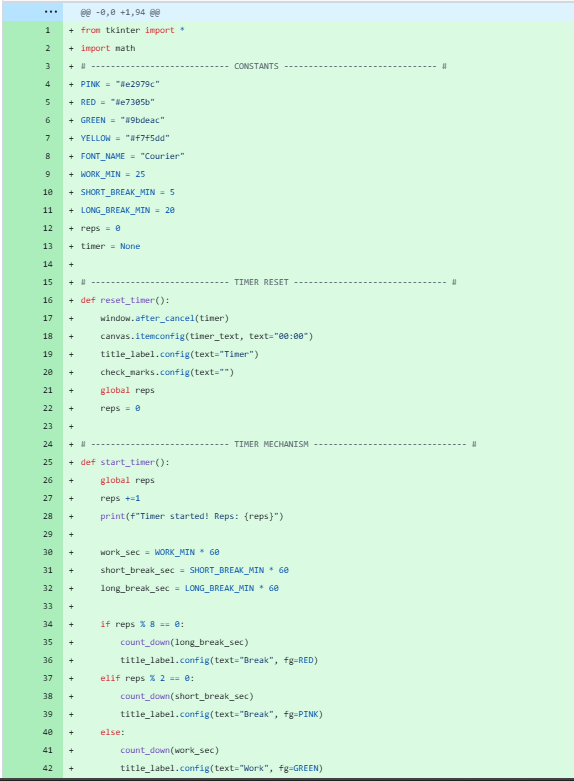 ... @@ -0,0 +1,94 @@
1 + from tkinter import *
2 + import math
3 + # --------------------------- CONSTANTS ------------------------------ #
4 + PINK = "#e2979c"
5 + RED = "#e7305b"
6 + GREEN = "#9bdeac"
7 + YELLOW = "#f7f5dd"
8 + FONT_NAME = "Courier"
9 + WORK_MIN = 25
10 + SHORT_BREAK_MIN = 5
11 + LONG_BREAK_MIN = 20
12 + reps = 0
13 + timer = None
14 +
15 + # --------------------------- TIMER RESET ------------------------------ #
16 + def reset_timer():
17 +     window.after_cancel(timer)
18 +     canvas.itemconfig(timer_text, text="00:00")
19 +     title_label.config(text="Timer")
20 +     check_marks.config(text="")
21 +     global reps
22 +     reps = 0
23 +
24 + # --------------------------- TIMER MECHANISM ------------------------------ #
25 + def start_timer():
26 +     global reps
27 +     reps +=1
28 +     print(f"Timer started! Reps: {reps}")
29 +
30 +     work_sec = WORK_MIN * 60
31 +     short_break_sec = SHORT_BREAK_MIN * 60
32 +     long_break_sec = LONG_BREAK_MIN * 60
33 +
34 +     if reps % 8 == 0:
35 +         count_down(long_break_sec)
36 +         title_label.config(text="Break", fg=RED)
37 +     elif reps % 2 == 0:
38 +         count_down(short_break_sec)
39 +         title_label.config(text="Break", fg=PINK)
40 +     else:
41 +         count_down(work_sec)
42 +         title_label.config(text="Work", fg=GREEN)